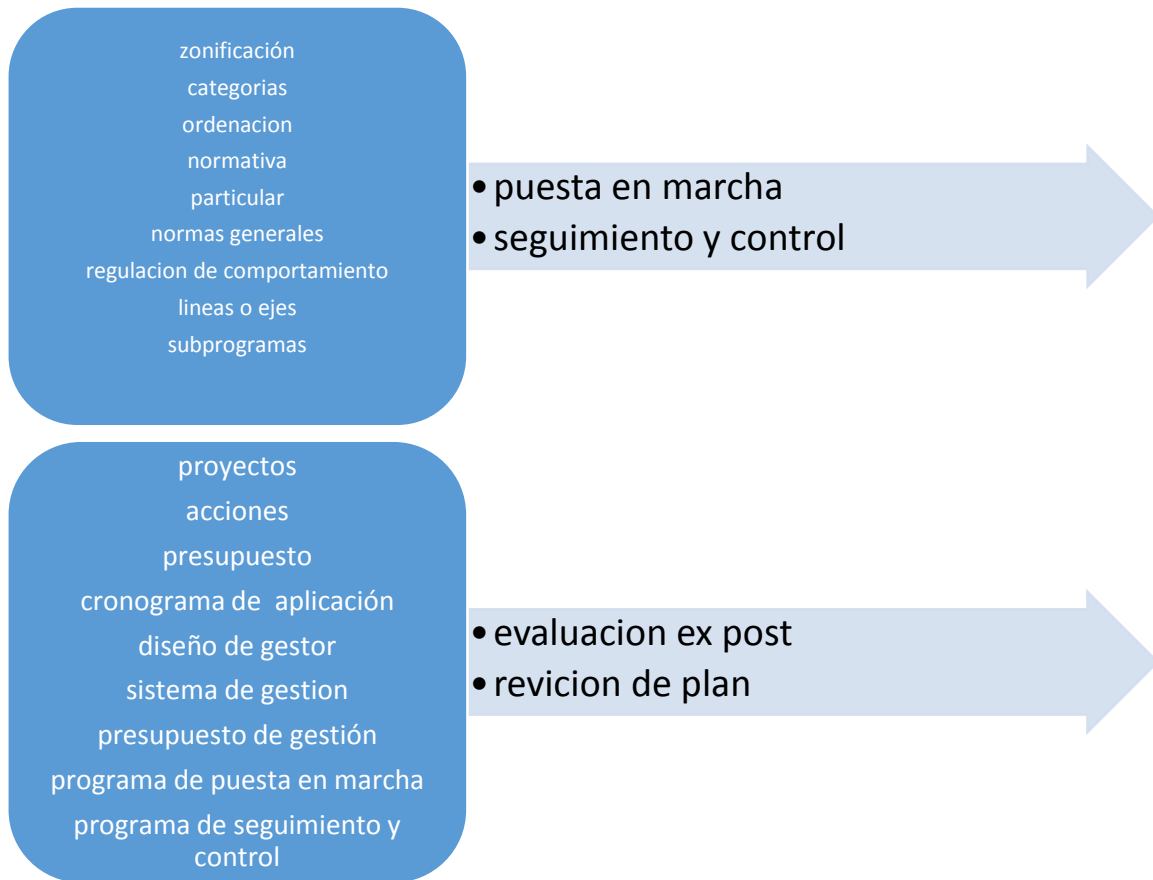 zonificación
categorias
ordenacion
normativa
particular
normas generales
regulacion de comportamiento
lineas o ejes
subprogramas
• puesta en marcha
• seguimiento y control
proyectos
acciones
presupuesto
cronograma de aplicación
diseño de gestor
sistema de gestion
presupuesto de gestión
programa de puesta en marcha
programa de seguimiento y
control
• evaluacion ex post
• revicion de plan